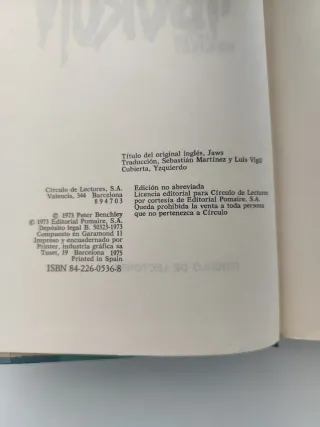 Título del original inglés, Jaws
Traducción, Sebastián Martínez y Luis Vigil
Cubierta, Yzquierdo
Círculo de Lectores, S.A.
Valencia, 344 Barcelona
894703
Edición no abreviada
Licencia editorial para Círculo de Lectores
por cortesía de Editorial Pomaire, S.A.
Queda prohibida la venta a toda persona
que no pertenezca a Círculo
© 1973 Peter Benchley
© 1973 Editorial Pomaire, S.A.
Depósito legal B. 50323-1973
Compuesto en Garamond 11
Impreso y encuadernado por
Printer, industria gráfica sa
Tuset, 19 Barcelona 1975
Printed in Spain
ISBN 84-226-0536-8